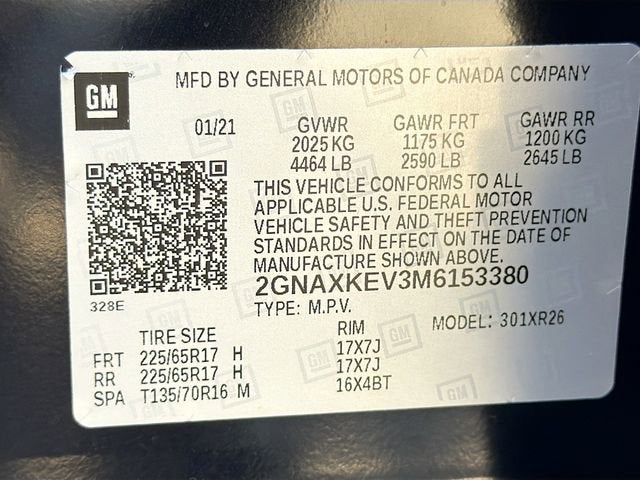 GM
MFD BY GENERAL MOTORS OF CANADA COMPANY
01/21 GVWR GAWR FRT GAWR RR
2025 KG 1175 KG 1200 KG
4464 LB 2590 LB 2645 LB
THIS VEHICLE CONFORMS TO ALL
APPLICABLE U.S. FEDERAL MOTOR
VEHICLE SAFETY AND THEFT PREVENTION
STANDARDS IN EFFECT ON THE DATE OF
MANUFACTURE SHOWN ABOVE.
2GNAXKEV3M6153380
328E
TYPE: M.P.V. MODEL: 301XR26
TIRE SIZE RIM
FRT 225/65R17 H 17X7J
RR 225/65R17 H 17X7J
SPA T135/70R16 M 16X4BT